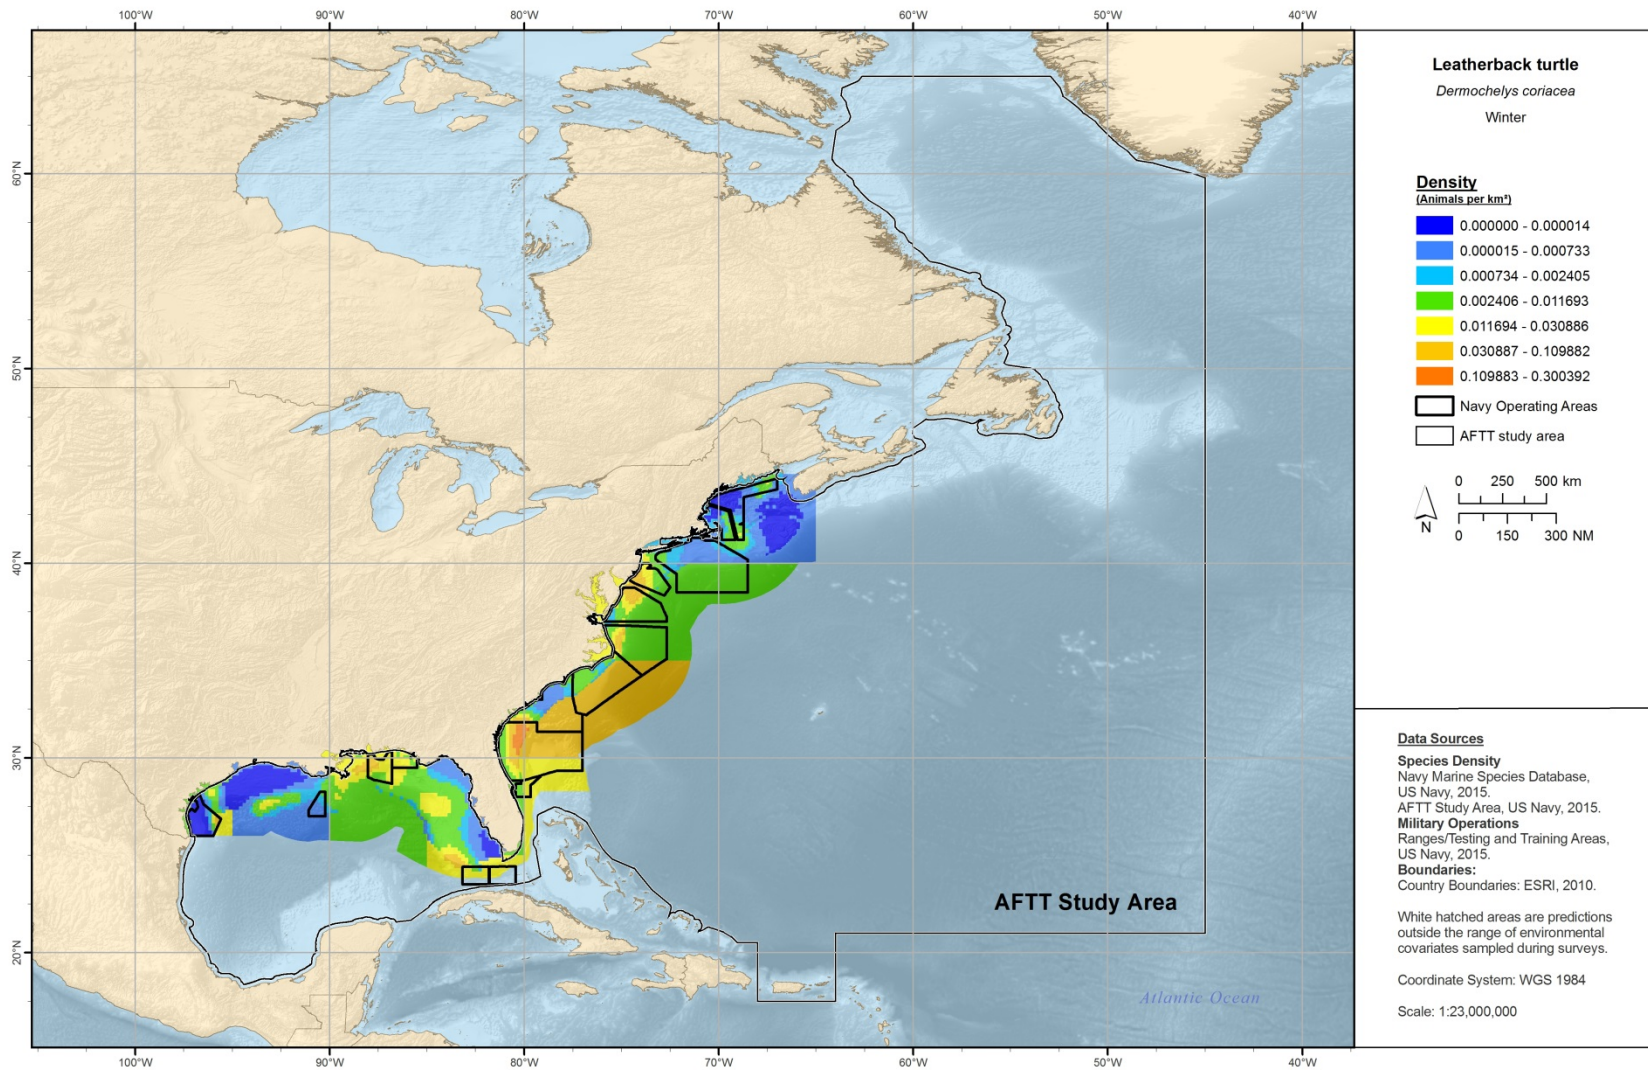 100°W 90°W 80°W 70°W 60°W 50°W 40°W
60°N
50°N
40°N
30°N
20°N
AFTT Study Area
Atlantic Ocean
100°W 90°W 80°W 70°W 60°W 50°W 40°W
Leatherback turtle
Dermochelys coriacea
Winter
Density
(Animals per km²)
0.000000 - 0.000014
0.000015 - 0.000733
0.000734 - 0.002405
0.002406 - 0.011693
0.011694 - 0.030886
0.030887 - 0.109882
0.109883 - 0.300392
Navy Operating Areas
AFTT study area
N
0 250 500 km
0 150 300 NM
Data Sources
Species Density
Navy Marine Species Database,
US Navy, 2015.
AFTT Study Area, US Navy, 2015.
Military Operations
Ranges/Testing and Training Areas,
US Navy, 2015.
Boundaries:
Country Boundaries: ESRI, 2010.
White hatched areas are predictions
outside the range of environmental
covariates sampled during surveys.
Coordinate System: WGS 1984
Scale: 1:23,000,000